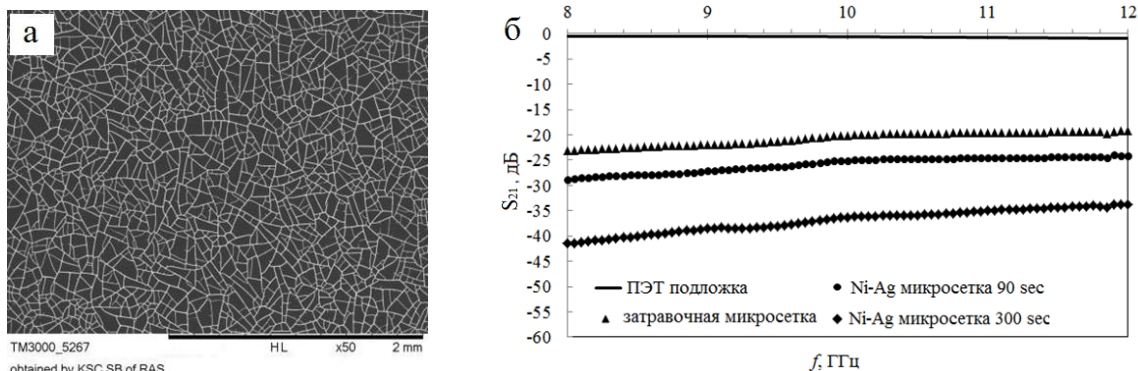 а
TM3000_5267
HL
x50
2 mm
obtained by KSC SB of RAS
б
8
9
10
11
12
0
-5
-10
-15
-20
-25
-30
-35
-40
-45
-50
-55
-60
S21, дБ
ПЭТ подложка
Ni-Ag микросетка 90 sec
затравочная микросетка
Ni-Ag микросетка 300 sec
f, ГГц